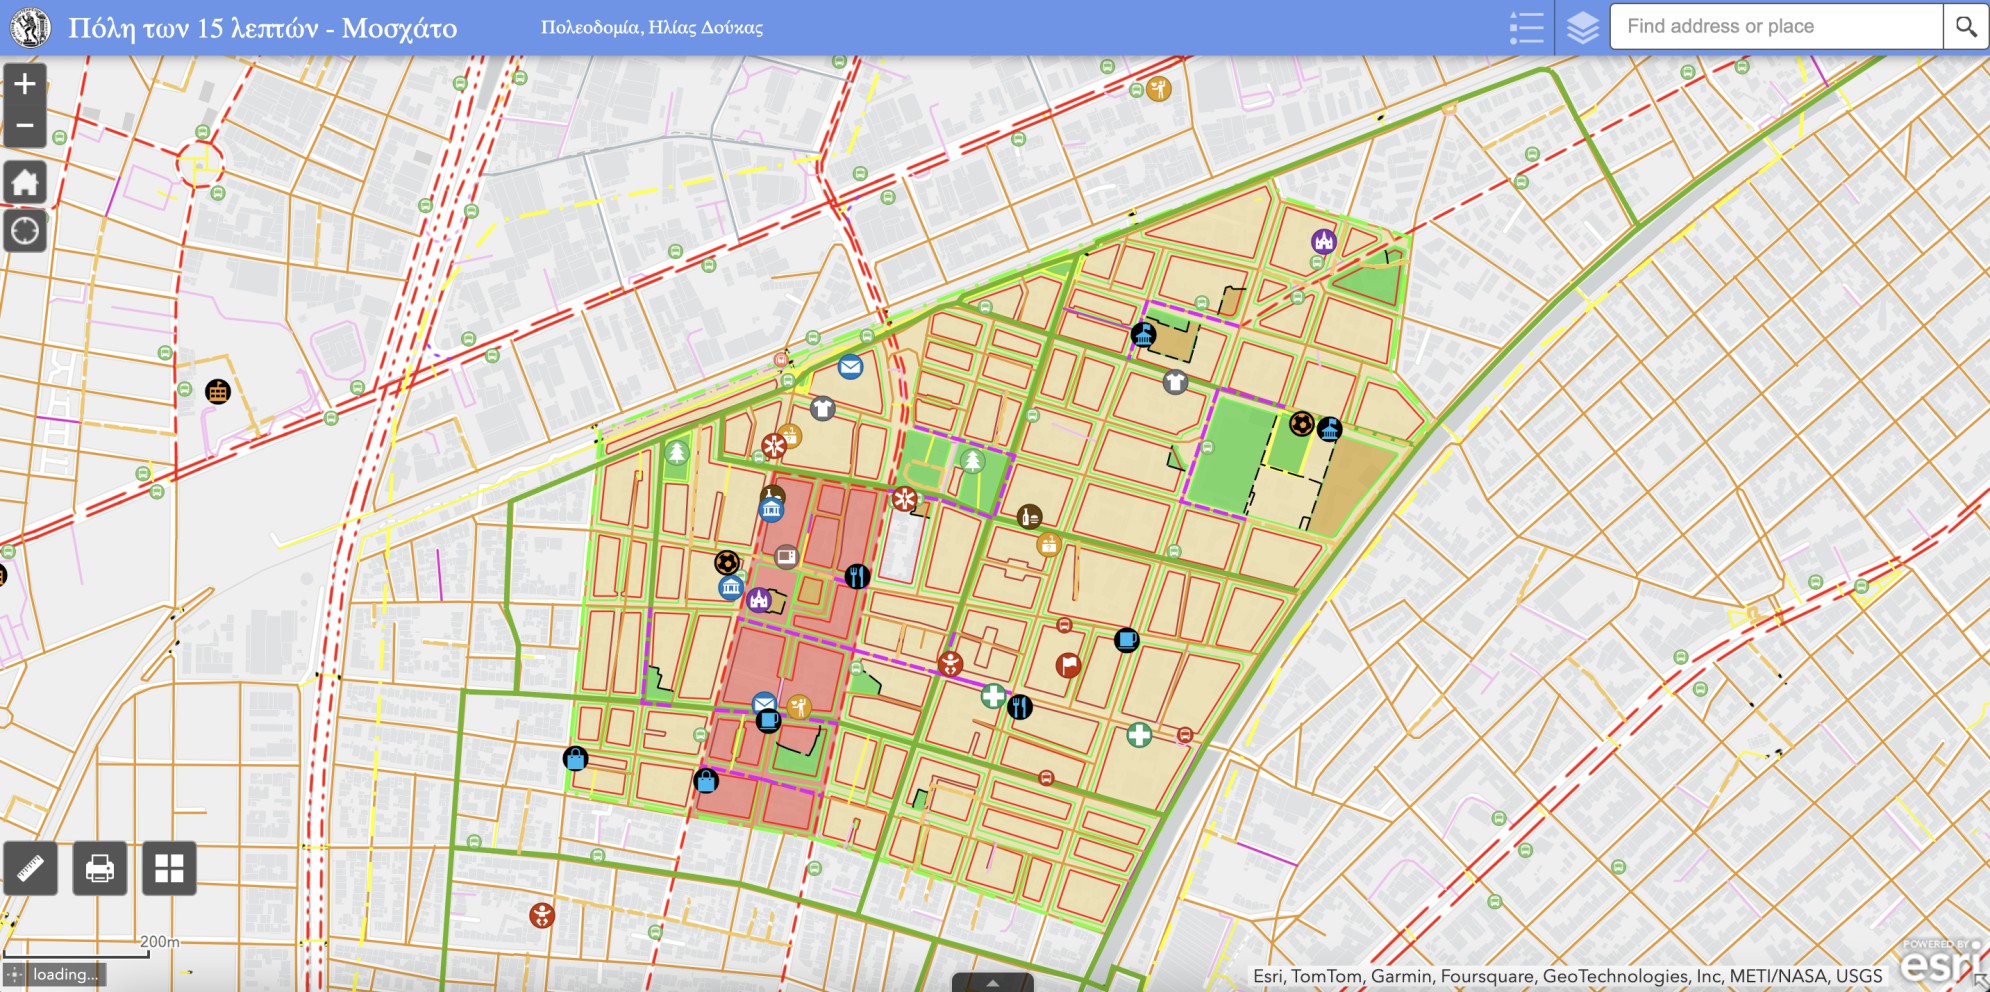 Πόλη των 15 λεπτών - Μοσχάτο
Πολεοδομία, Ηλίας Δούκας
Find address or place
200m
loading...
Esri, TomTom, Garmin, Foursquare, GeoTechnologies, Inc, METI/NASA, USGS
POWERED BY
esri